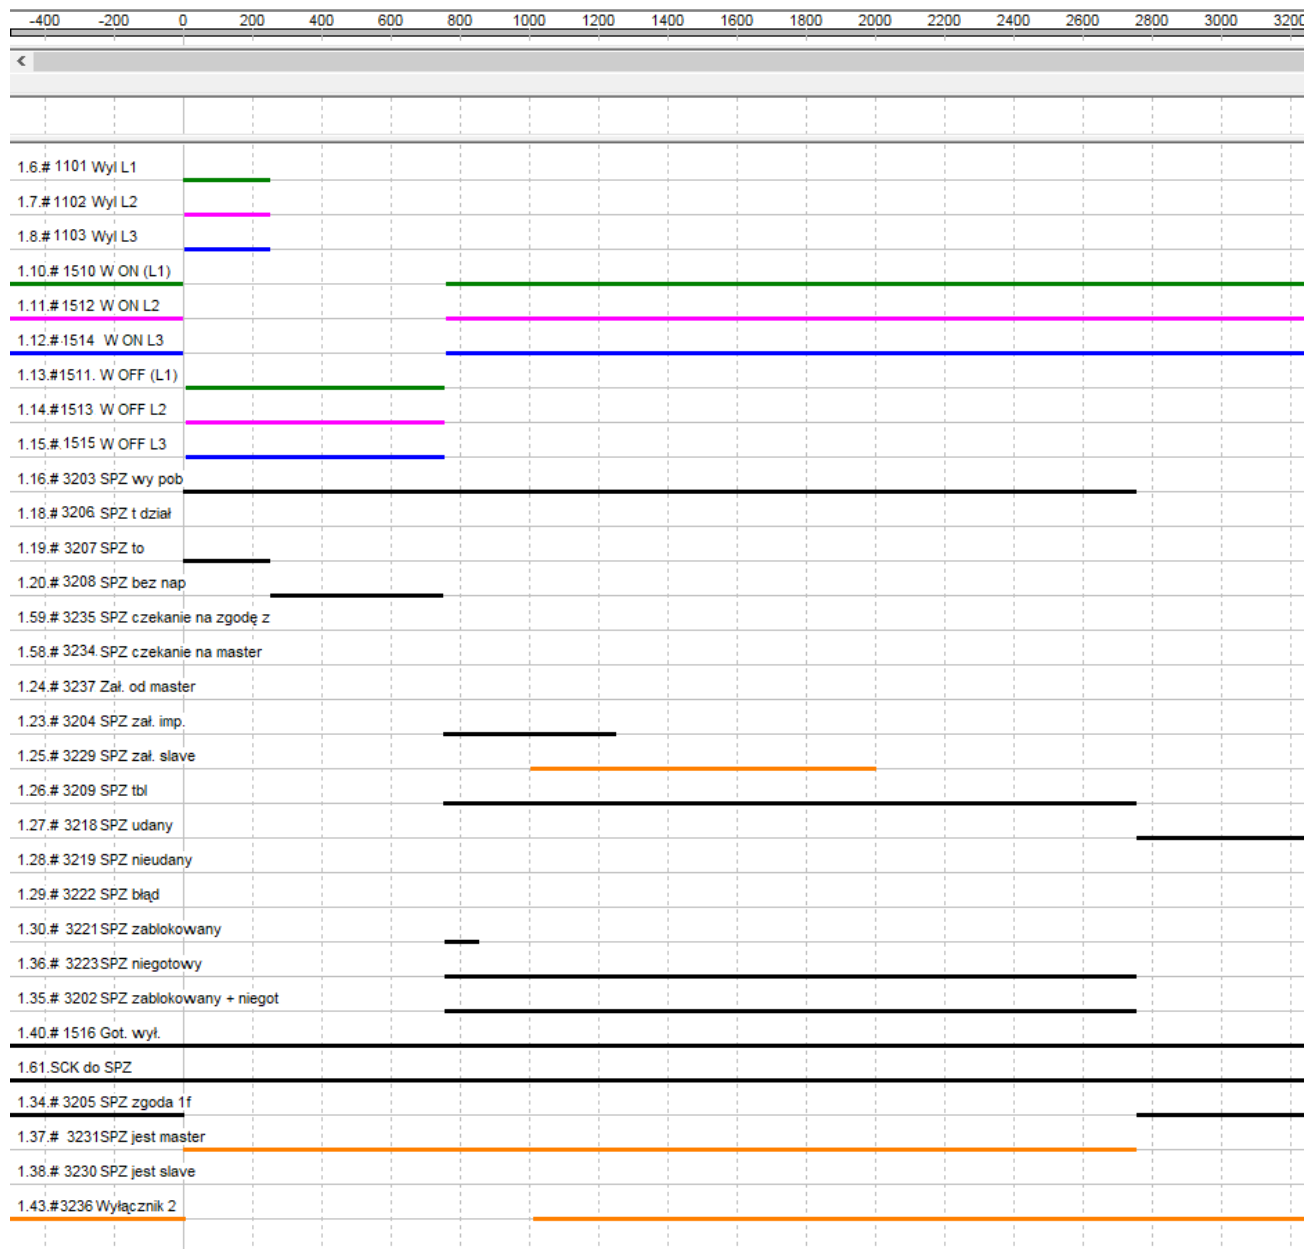 -400 -200 0 200 400 600 800 1000 1200 1400 1600 1800 2000 2200 2400 2600 2800 3000 3200
1.6.# 1101 Wyl L1
1.7.# 1102 Wyl L2
1.8.# 1103 Wyl L3
1.10.# 1510 W ON (L1)
1.11.# 1512 W ON L2
1.12.# 1514 W ON L3
1.13.#1511. W OFF (L1)
1.14.#1513 W OFF L2
1.15.#.1515 W OFF L3
1.16.# 3203 SPZ wy pob
1.18.# 3206 SPZ t dział
1.19.# 3207 SPZ to
1.20.# 3208 SPZ bez nap
1.59.# 3235 SPZ czekanie na zgodę z
1.58.# 3234. SPZ czekanie na master
1.24.# 3237 Zał. od master
1.23.# 3204 SPZ zał. imp.
1.25.# 3229 SPZ zał. slave
1.26.# 3209 SPZ tbl
1.27.# 3218 SPZ udany
1.28.# 3219 SPZ nieudany
1.29.# 3222 SPZ błąd
1.30.# 3221 SPZ zablokowany
1.36.# 3223 SPZ niegotowy
1.35.# 3202 SPZ zablokowany + niegot
1.40.# 1516 Got. wył.
1.61.SCK do SPZ
1.34.# 3205 SPZ zgoda 1f
1.37.# 3231SPZ jest master
1.38.# 3230 SPZ jest slave
1.43.#3236 Wyłącznik 2